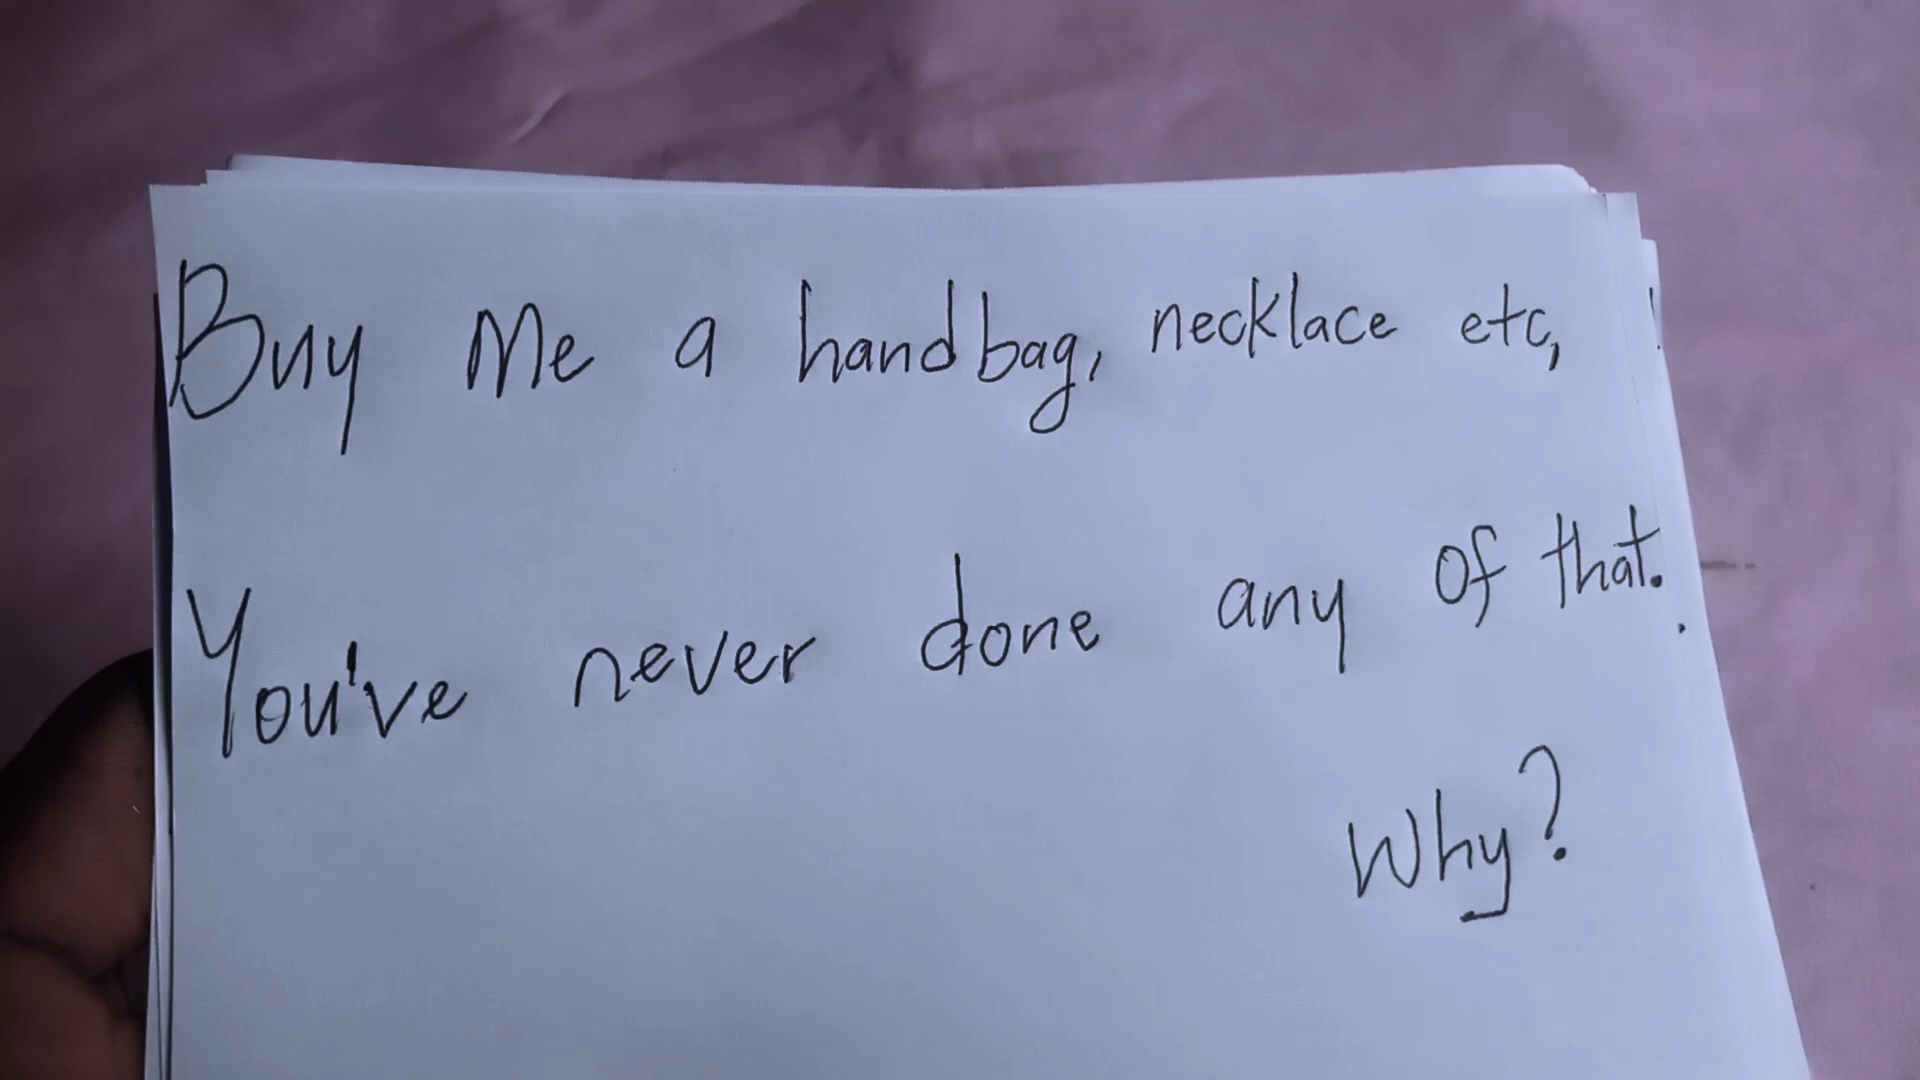 Buy Me a handbag, necklace etc,
You've never done any of that.
Why?